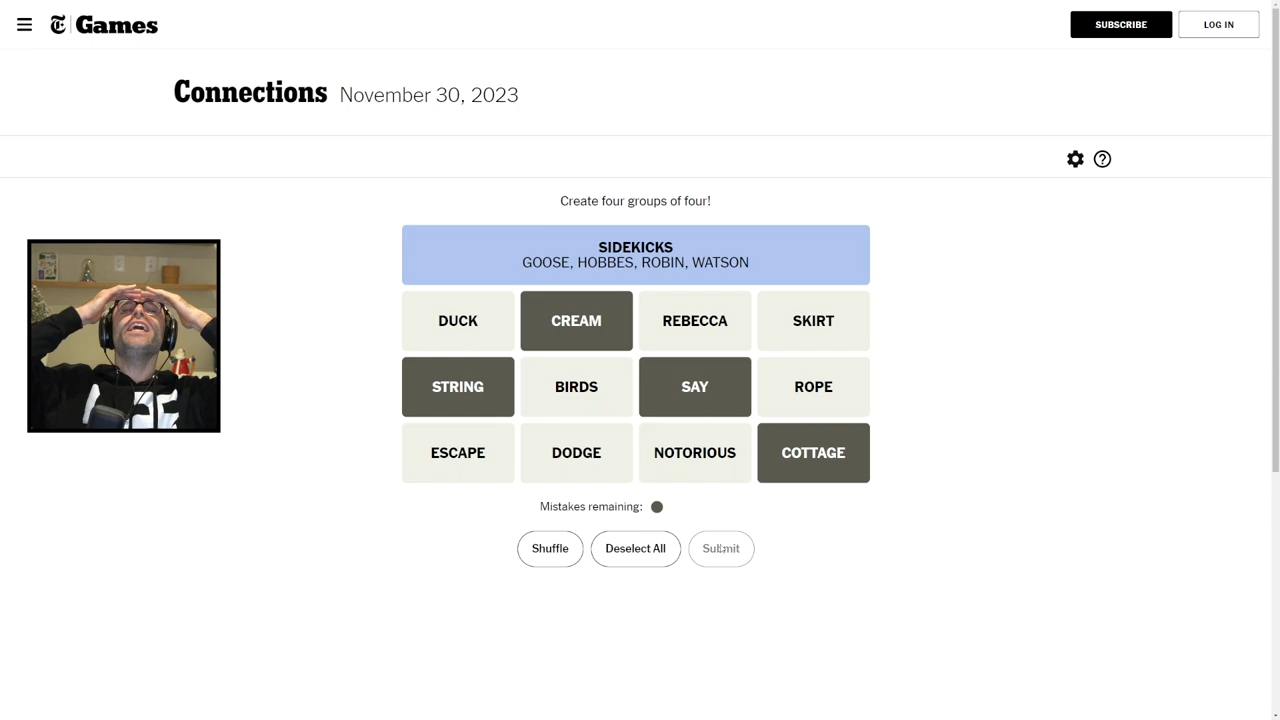 Games
SUBSCRIBE
LOG IN
Connections November 30, 2023
Create four groups of four!
SIDEKICKS
GOOSE, HOBBES, ROBIN, WATSON
DUCK CREAM REBECCA SKIRT
STRING BIRDS SAY ROPE
ESCAPE DODGE NOTORIOUS COTTAGE
Mistakes remaining:
Shuffle Deselect All Submit